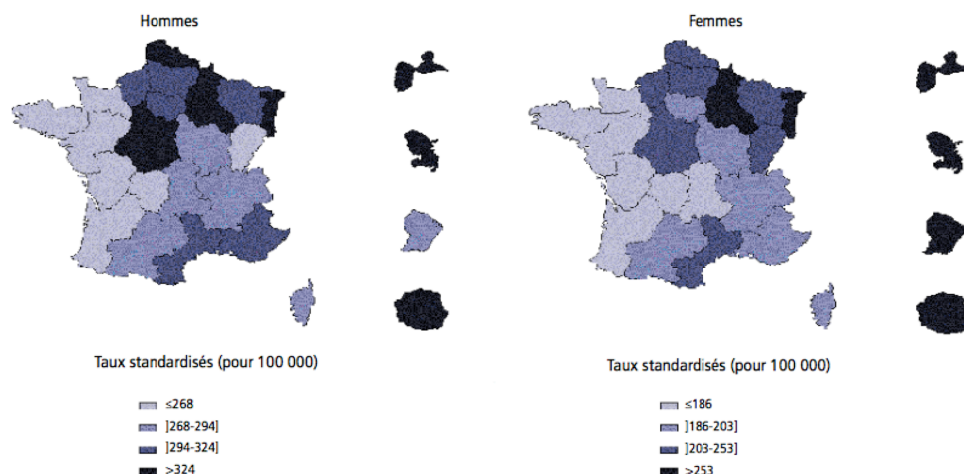 Hommes
Femmes
Taux standardisés (pour 100 000)
≤268
]268-294]
]294-324]
>324
Taux standardisés (pour 100 000)
≤186
]186-203]
]203-253]
>253